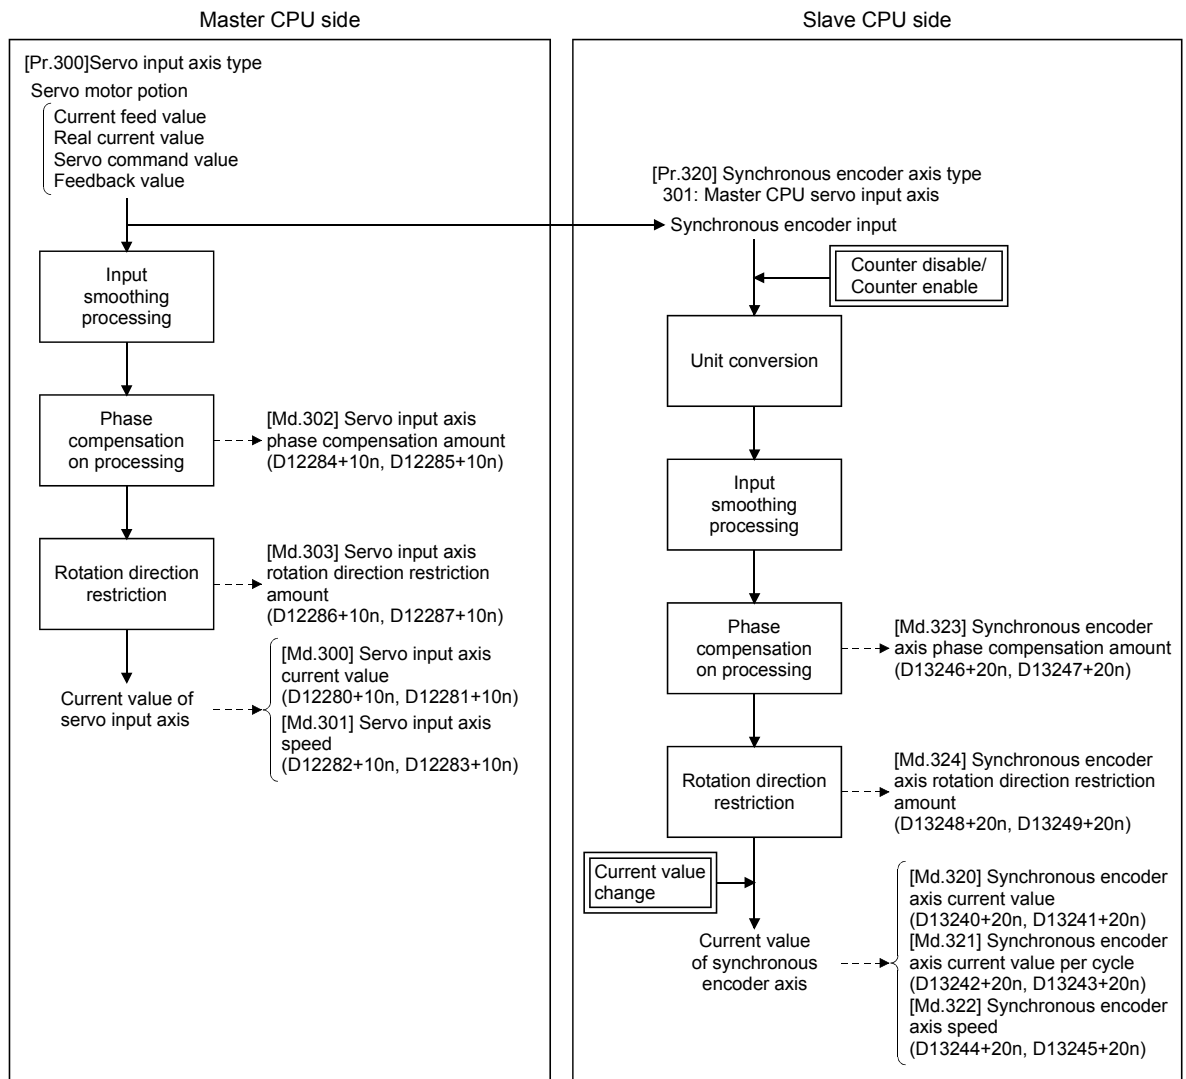 Master CPU side
[Pr.300]Servo input axis type
Servo motor potion
Current feed value
Real current value
Servo command value
Feedback value
Input
smoothing
processing
Phase
compensation
on processing
[Md.302] Servo input axis
phase compensation amount
(D12284+10n, D12285+10n)
Rotation direction
restriction
[Md.303] Servo input axis
rotation direction restriction
amount
(D12286+10n, D12287+10n)
Current value of
servo input axis
[Md.300] Servo input axis
current value
(D12280+10n, D12281+10n)
[Md.301] Servo input axis
speed
(D12282+10n, D12283+10n)
Slave CPU side
[Pr.320] Synchronous encoder axis type
301: Master CPU servo input axis
Synchronous encoder input
Counter disable/
Counter enable
Unit conversion
Input
smoothing
processing
Phase
compensation
on processing
[Md.323] Synchronous encoder
axis phase compensation amount
(D13246+20n, D13247+20n)
Rotation direction
restriction
[Md.324] Synchronous encoder
axis rotation direction restriction
amount
(D13248+20n, D13249+20n)
Current value
change
Current value
of synchronous
encoder axis
[Md.320] Synchronous encoder
axis current value
(D13240+20n, D13241+20n)
[Md.321] Synchronous encoder
axis current value per cycle
(D13242+20n, D13243+20n)
[Md.322] Synchronous encoder
axis speed
(D13244+20n, D13245+20n)